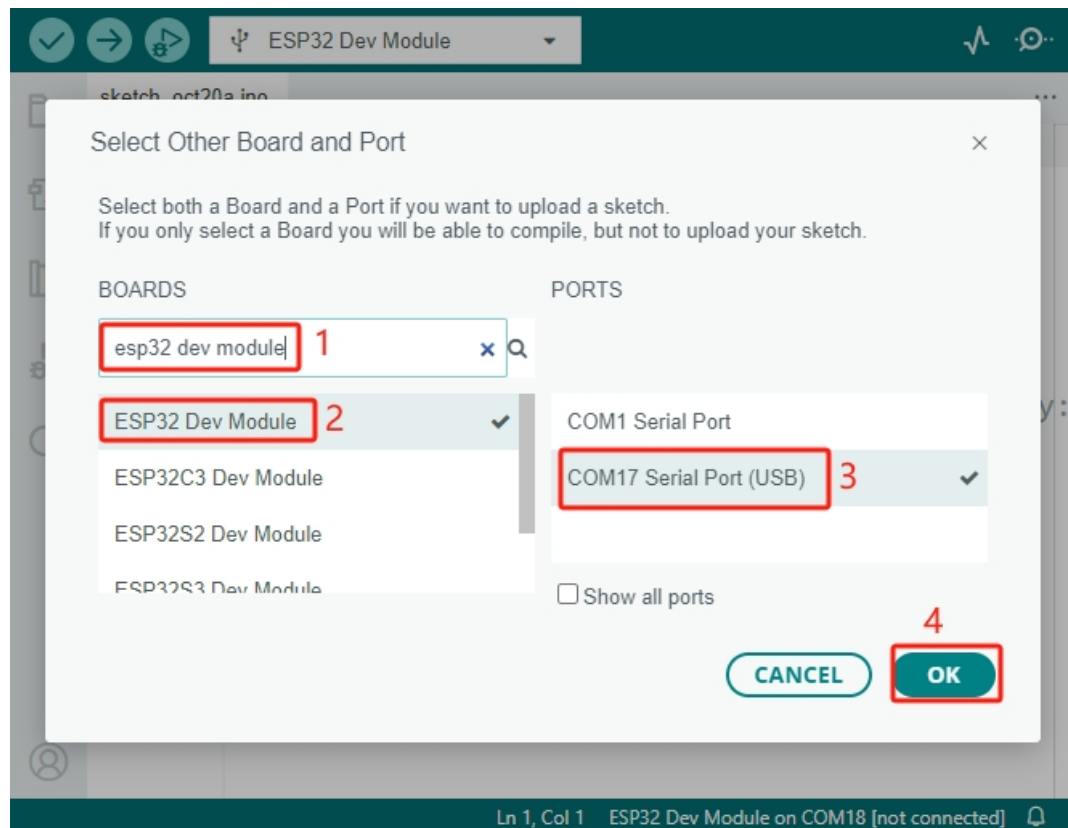 ESP32 Dev Module
sketch_oct20a.ino
...
Select Other Board and Port
Select both a Board and a Port if you want to upload a sketch.
If you only select a Board you will be able to compile, but not to upload your sketch.
BOARDS
PORTS
esp32 dev module
1
ESP32 Dev Module
2
COM1 Serial Port
y:
ESP32C3 Dev Module
COM17 Serial Port (USB)
3
ESP32S2 Dev Module
ESP32S3 Dev Module
Show all ports
4
CANCEL
OK
Ln 1, Col 1 ESP32 Dev Module on COM18 [not connected]